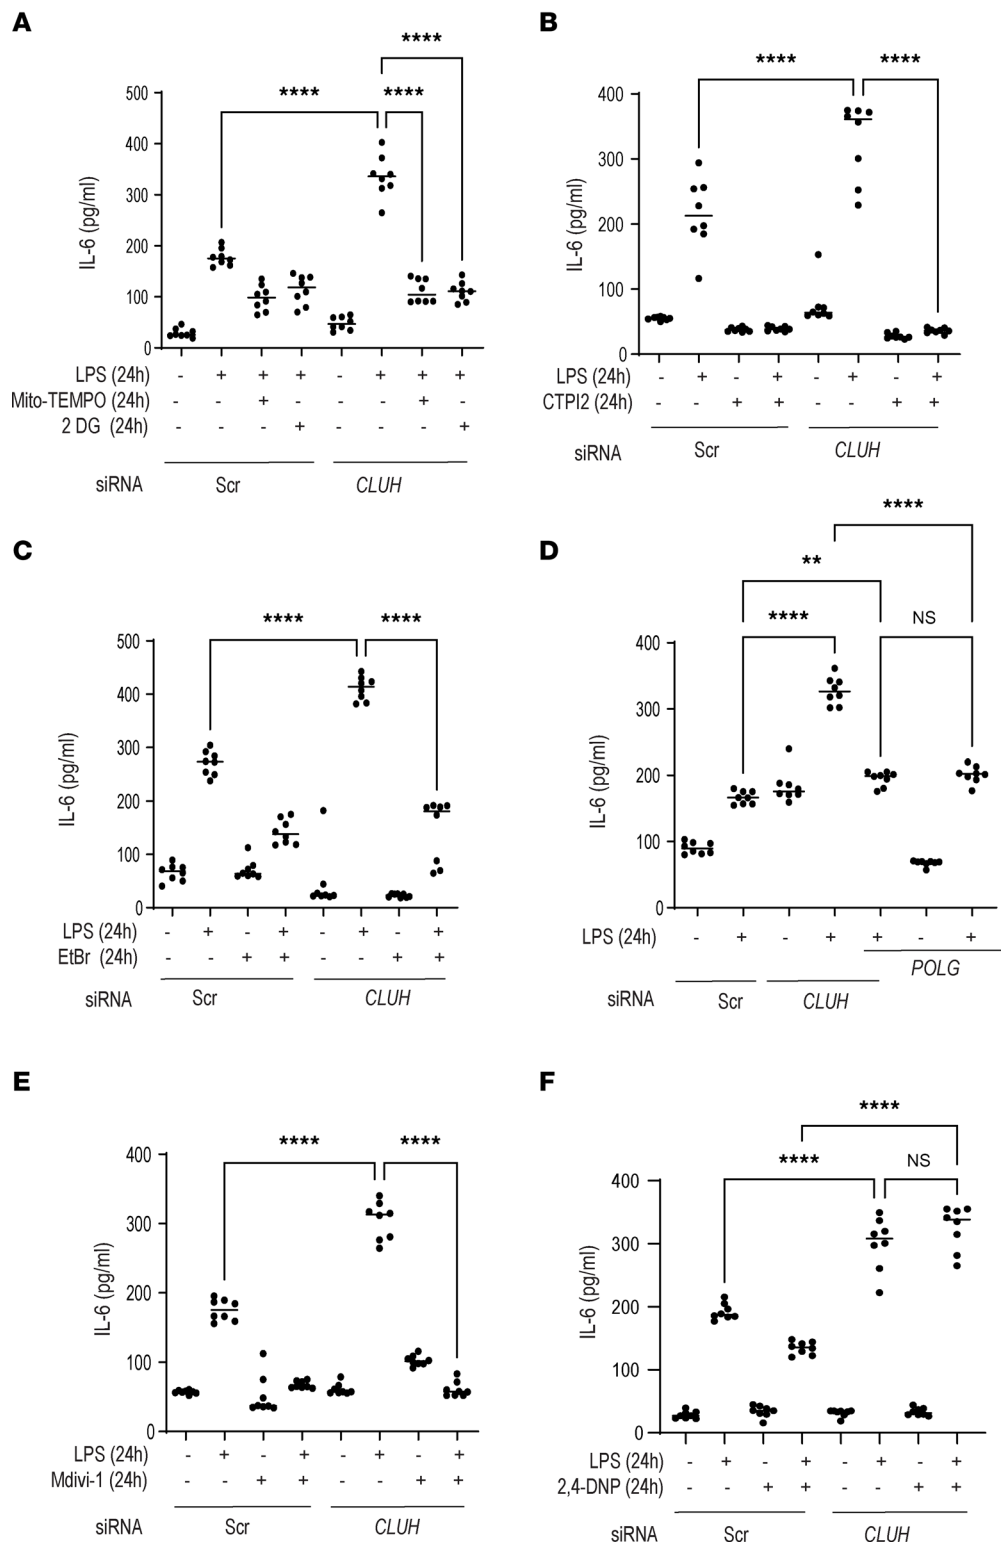 A
****
**** ****
500
400
300
200
100
0
IL-6 (pg/ml)
LPS (24h) - + + + - + + +
Mito-TEMPO (24h) - - + - - - + -
2 DG (24h) - - - + - - - +
siRNA Scr CLUH
B
**** ****
400
300
200
100
0
IL-6 (pg/ml)
LPS (24h) - + - + - + - +
CTPI2 (24h) - - + + - - + +
siRNA Scr CLUH
C
**** ****
500
400
300
200
100
0
IL-6 (pg/ml)
LPS (24h) - + - + - + - +
EtBr (24h) - - + + - - + +
siRNA Scr CLUH
D
****
**
**** NS
400
300
200
100
0
IL-6 (pg/ml)
LPS (24h) - + - + + - +
POLG
siRNA Scr CLUH
E
**** ****
400
300
200
100
0
IL-6 (pg/ml)
LPS (24h) - + - + - + - +
Mdivi-1 (24h) - - + + - - + +
siRNA Scr CLUH
F
****
**** NS
400
300
200
100
0
IL-6 (pg/ml)
LPS (24h) - + - + - + - +
2,4-DNP (24h) - - + + - - + +
siRNA Scr CLUH